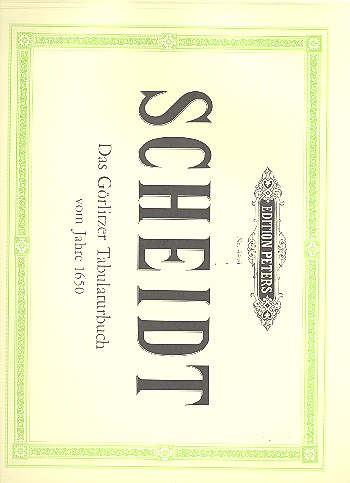 EDITION PETERS
SCHEIDT
Das Görlitzer Tabulaturbuch
vom Jahre 1650